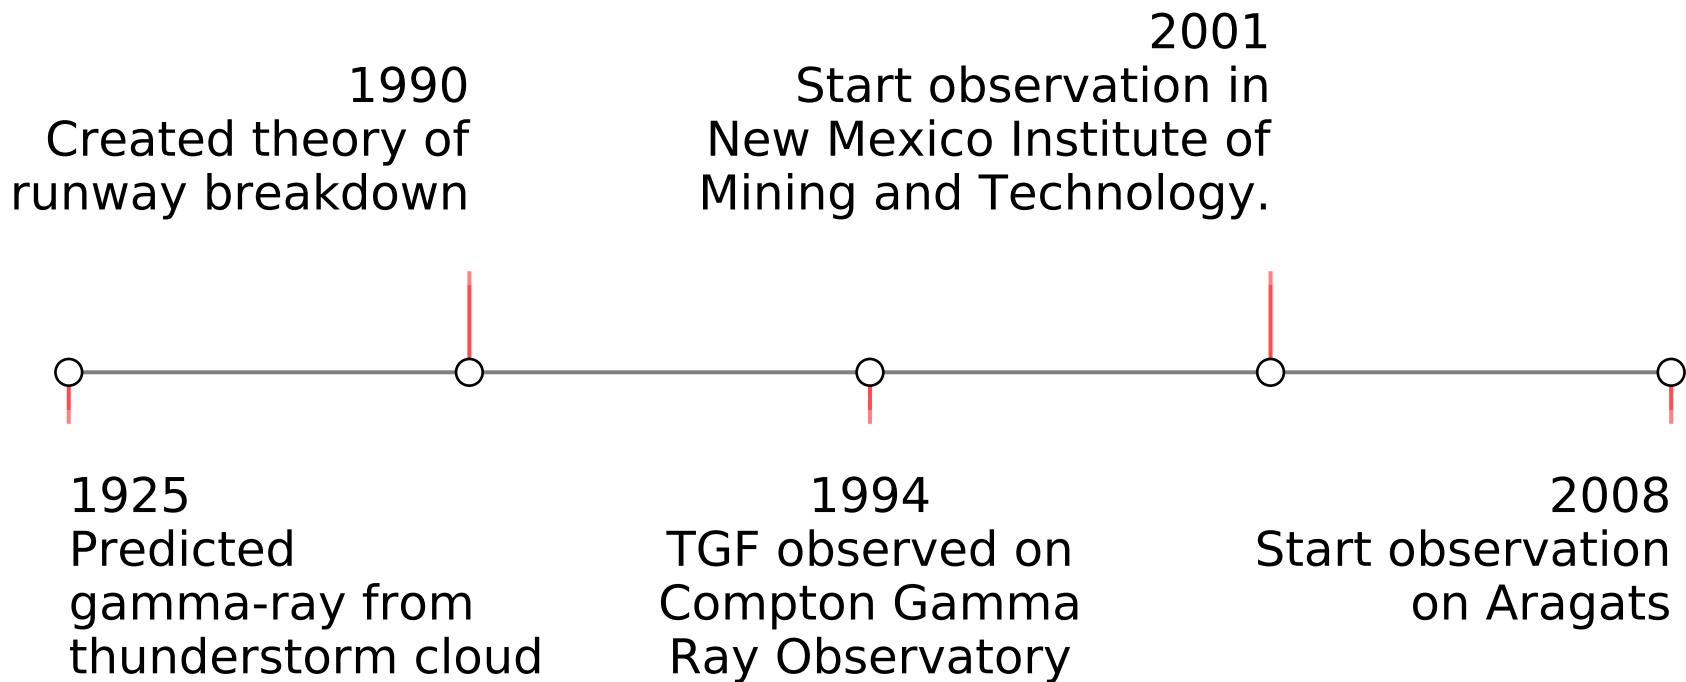 1990
Created theory of
runway breakdown
2001
Start observation in
New Mexico Institute of
Mining and Technology.
1925
Predicted
gamma-ray from
thunderstorm cloud
1994
TGF observed on
Compton Gamma
Ray Observatory
2008
Start observation
on Aragats